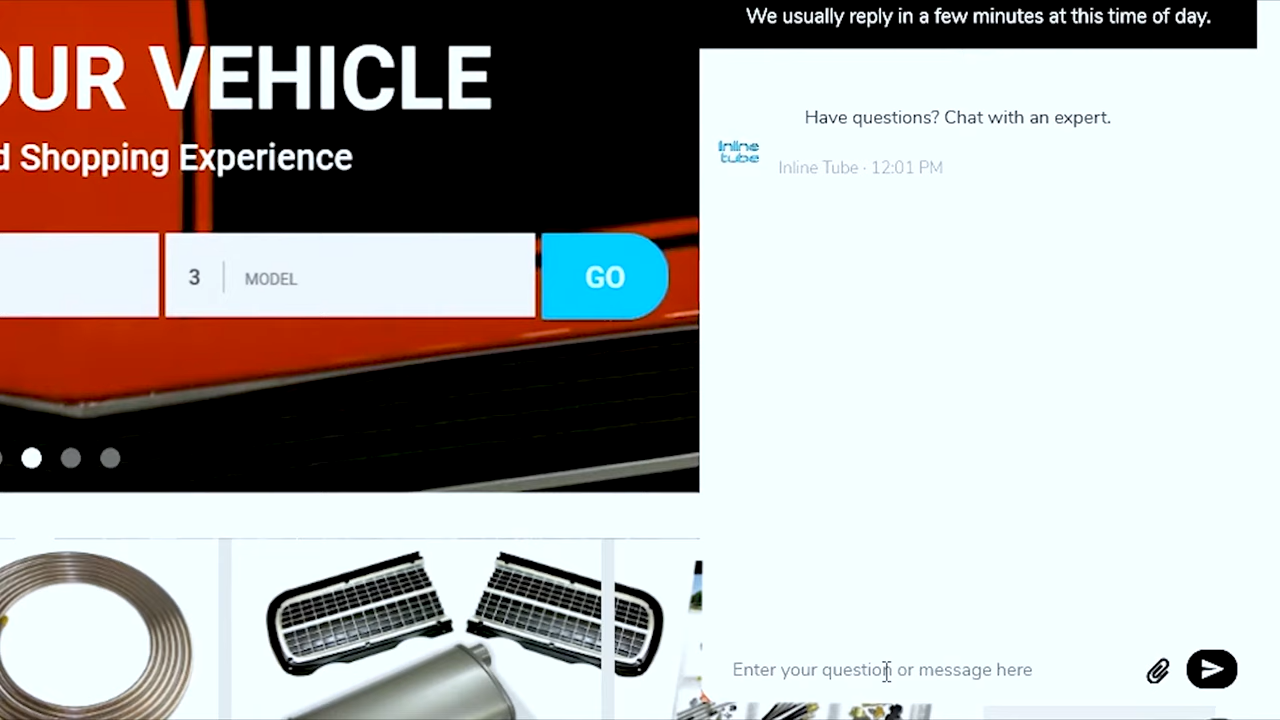 OUR VEHICLE
d Shopping Experience
3 MODEL
GO
We usually reply in a few minutes at this time of day.
Have questions? Chat with an expert.
inline
tube
Inline Tube · 12:01 PM
Enter your question or message here